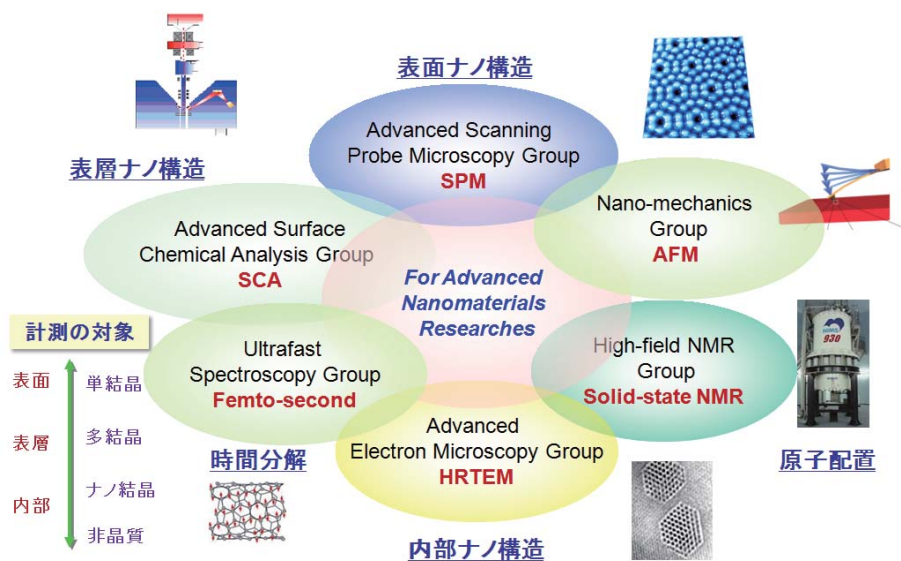 表面ナノ構造
Advanced Scanning
Probe Microscopy Group
SPM
表層ナノ構造
Advanced Surface
Chemical Analysis Group
SCA
Nano-mechanics
Group
AFM
For Advanced
Nanomaterials
Researches
計測の対象
表面
表層
内部
単結晶
多結晶
ナノ結晶
非晶質
Ultrafast
Spectroscopy Group
Femto-second
時間分解
High-field NMR
Group
Solid-state NMR
930
原子配置
Advanced
Electron Microscopy Group
HRTEM
内部ナノ構造